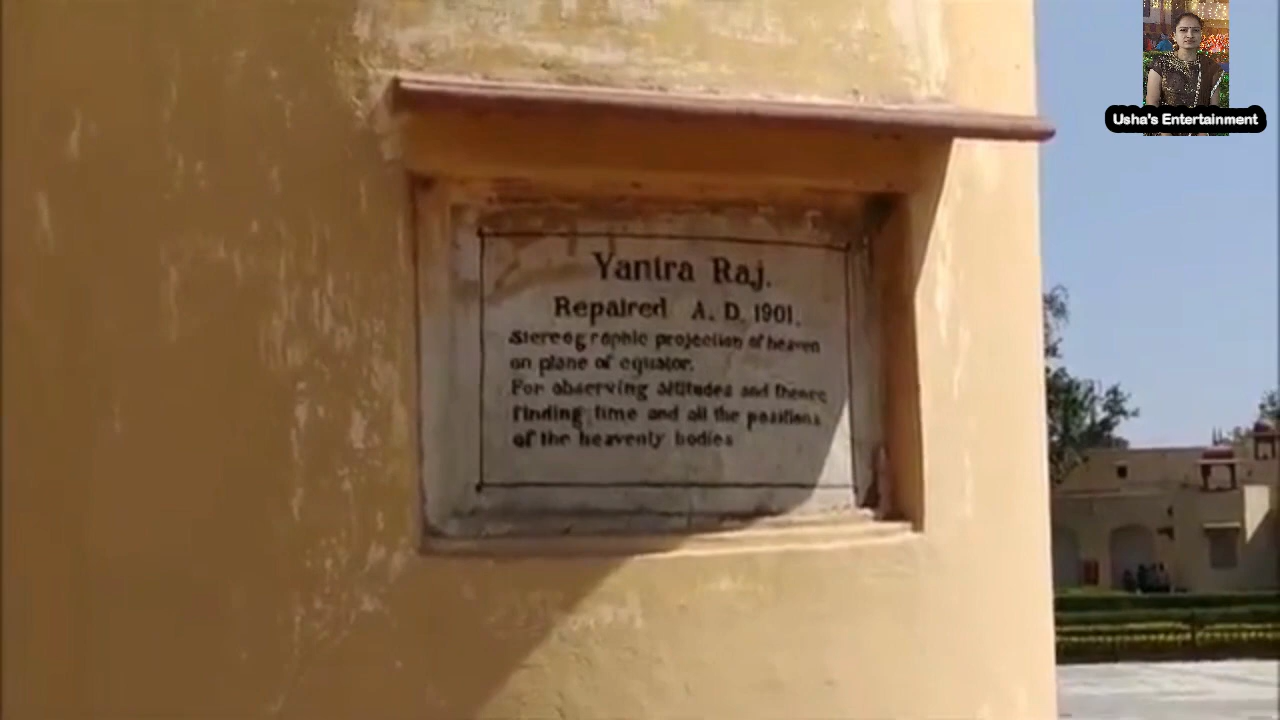 Usha's Entertainment
Yantra Raj.
Repaired A. D. 1901.
Stereographic projection of heaven
on plane of equator.
For observing altitudes and thence
finding time and all the positions
of the heavenly bodies